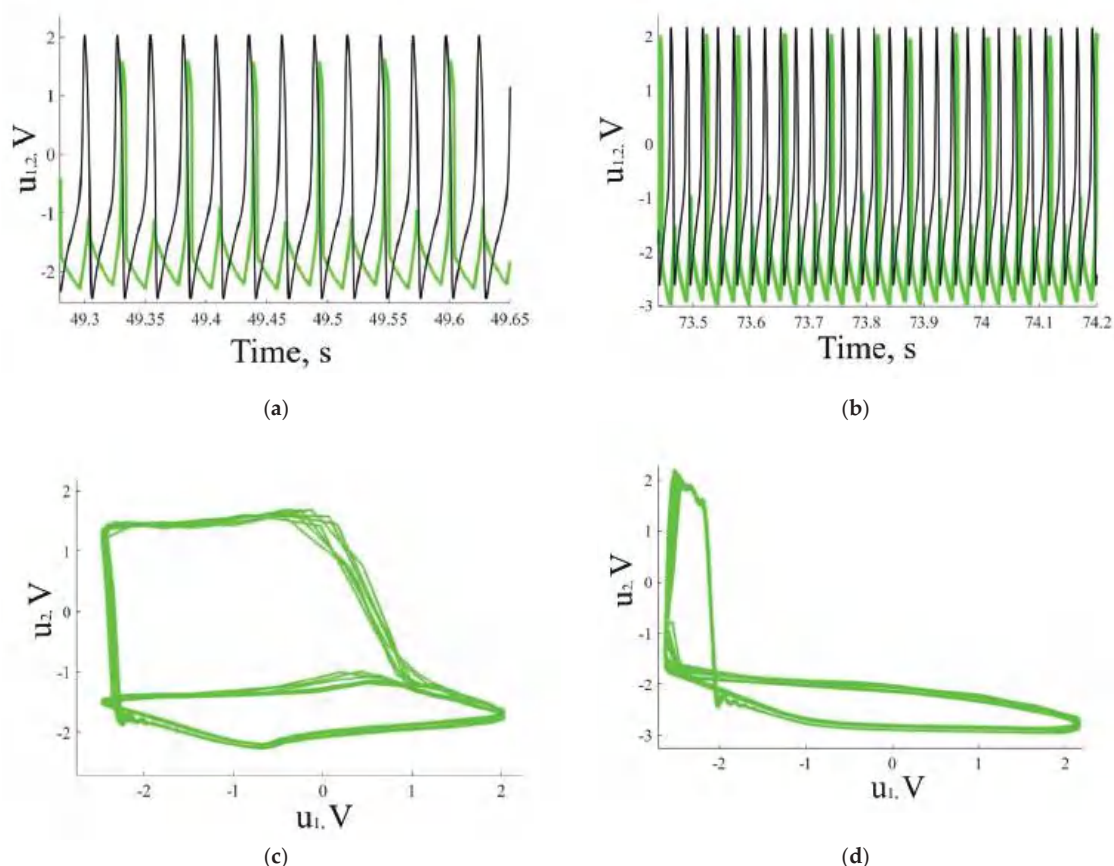 2
1
0
-1
-2
u1,2, V
49.3 49.35 49.4 49.45 49.5 49.55 49.6 49.65
Time, s
(a)
2
1
0
-1
-2
-3
u1,2, V
73.5 73.6 73.7 73.8 73.9 74 74.1 74.2
Time, s
(b)
2
1
0
-1
-2
u2, V
-2 -1 0 1 2
u1, V
(c)
2
1
0
-1
-2
-3
u2, V
-2 -1 0 1 2
u1, V
(d)